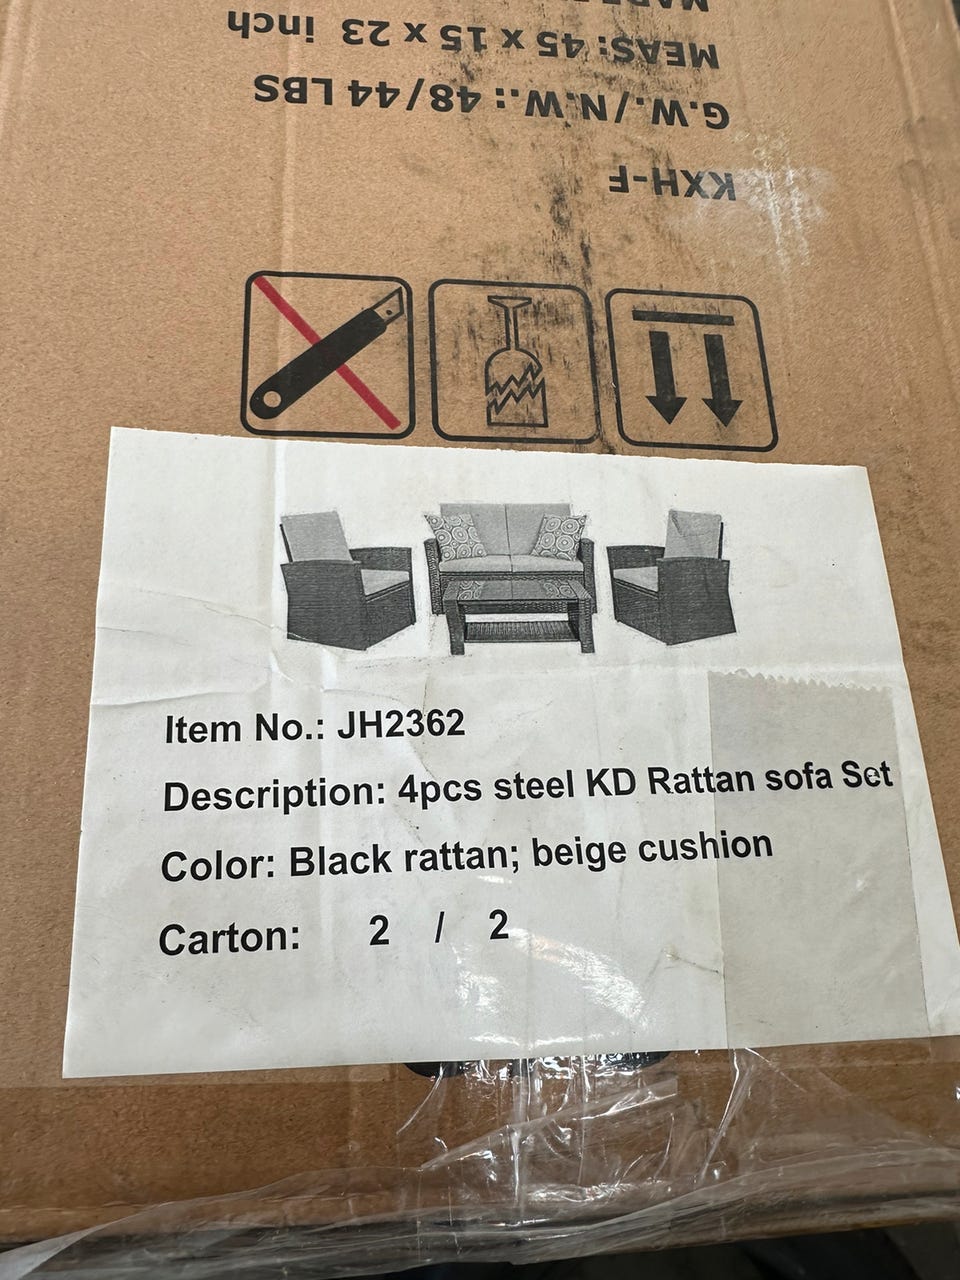 MEAS: 45 x 15 x 23 inch
G.W./N.W.: 48/44 LBS
KXH-F
Item No.: JH2362
Description: 4pcs steel KD Rattan sofa Set
Color: Black rattan; beige cushion
Carton: 2 / 2